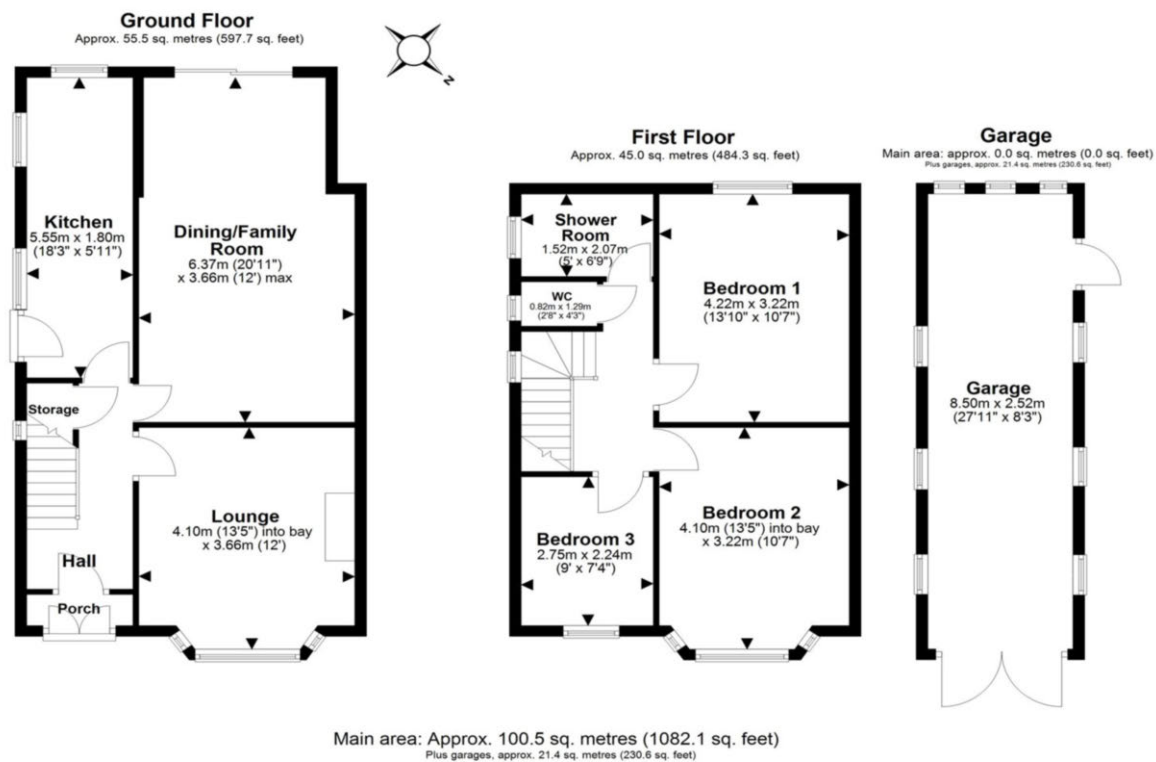 Ground Floor
Approx. 55.5 sq. metres (597.7 sq. feet)
N
Kitchen
5.55m x 1.80m
(18'3" x 5'11")
Dining/Family
Room
6.37m (20'11")
x 3.66m (12') max
Storage
Lounge
4.10m (13'5") into bay
x 3.66m (12')
Hall
Porch
First Floor
Approx. 45.0 sq. metres (484.3 sq. feet)
Shower
Room
1.52m x 2.07m
(5' x 6'9")
WC
0.82m x 1.29m
(2'8" x 4'3")
Bedroom 1
4.22m x 3.22m
(13'10" x 10'7")
Bedroom 2
4.10m (13'5") into bay
x 3.22m (10'7")
Bedroom 3
2.75m x 2.24m
(9' x 7'4")
Garage
Main area: approx. 0.0 sq. metres (0.0 sq. feet)
Plus garages, approx. 21.4 sq. metres (230.6 sq. feet)
Garage
8.50m x 2.52m
(27'11" x 8'3")
Main area: Approx. 100.5 sq. metres (1082.1 sq. feet)
Plus garages, approx. 21.4 sq. metres (230.6 sq. feet)